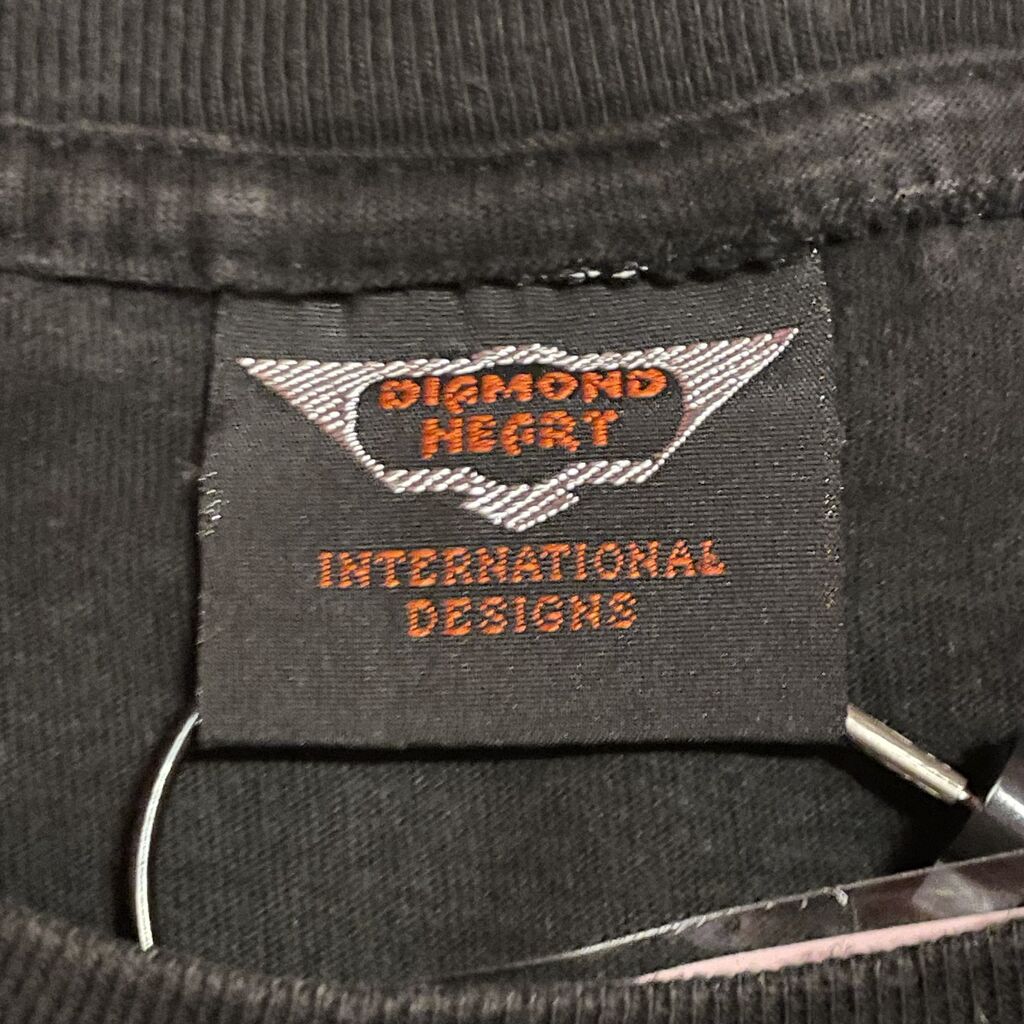 DIAMOND
HEART
INTERNATIONAL
DESIGNS